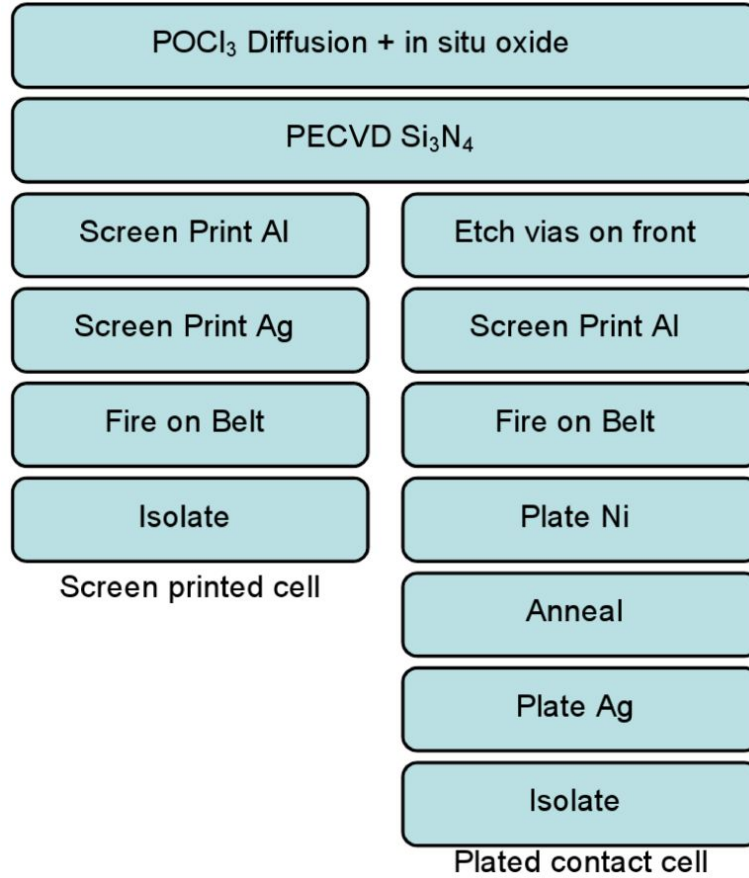 POCl₃ Diffusion + in situ oxide
PECVD Si₃N₄
Screen Print Al
Screen Print Ag
Fire on Belt
Isolate
Screen printed cell
Etch vias on front
Screen Print Al
Fire on Belt
Plate Ni
Anneal
Plate Ag
Isolate
Plated contact cell